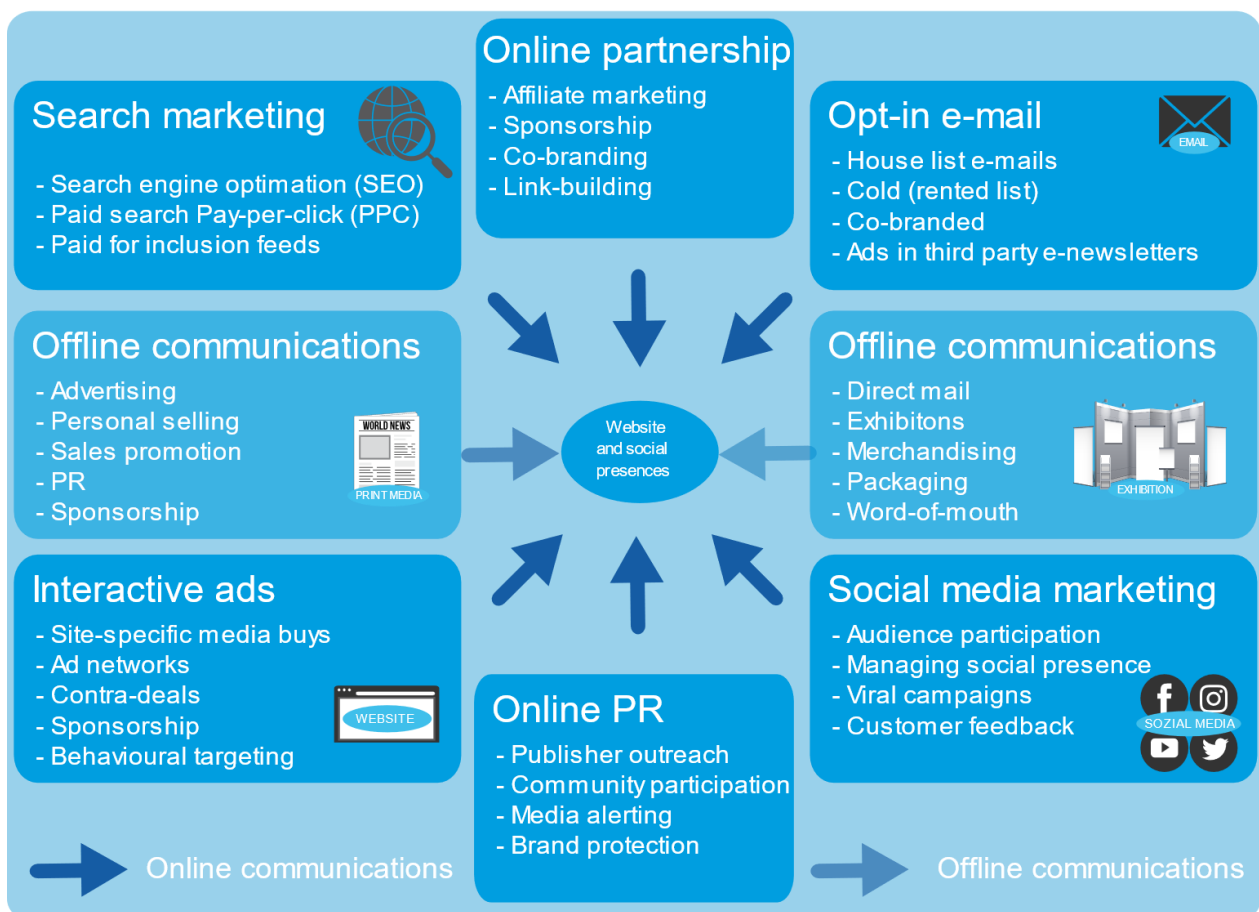 Online partnership
- Affiliate marketing
- Sponsorship
- Co-branding
- Link-building
Search marketing
- Search engine optimation (SEO)
- Paid search Pay-per-click (PPC)
- Paid for inclusion feeds
Opt-in e-mail
EMAIL
- House list e-mails
- Cold (rented list)
- Co-branded
- Ads in third party e-newsletters
Offline communications
- Advertising
- Personal selling
- Sales promotion
- PR
- Sponsorship
WORLD NEWS
PRINT MEDIA
Website
and social
presences
Offline communications
- Direct mail
- Exhibitons
- Merchandising
- Packaging
- Word-of-mouth
EXHIBITION
Interactive ads
- Site-specific media buys
- Ad networks
- Contra-deals
- Sponsorship
- Behavioural targeting
WEBSITE
Online PR
- Publisher outreach
- Community participation
- Media alerting
- Brand protection
Social media marketing
- Audience participation
- Managing social presence
- Viral campaigns
- Customer feedback
SOZIAL MEDIA
Online communications
Offline communications